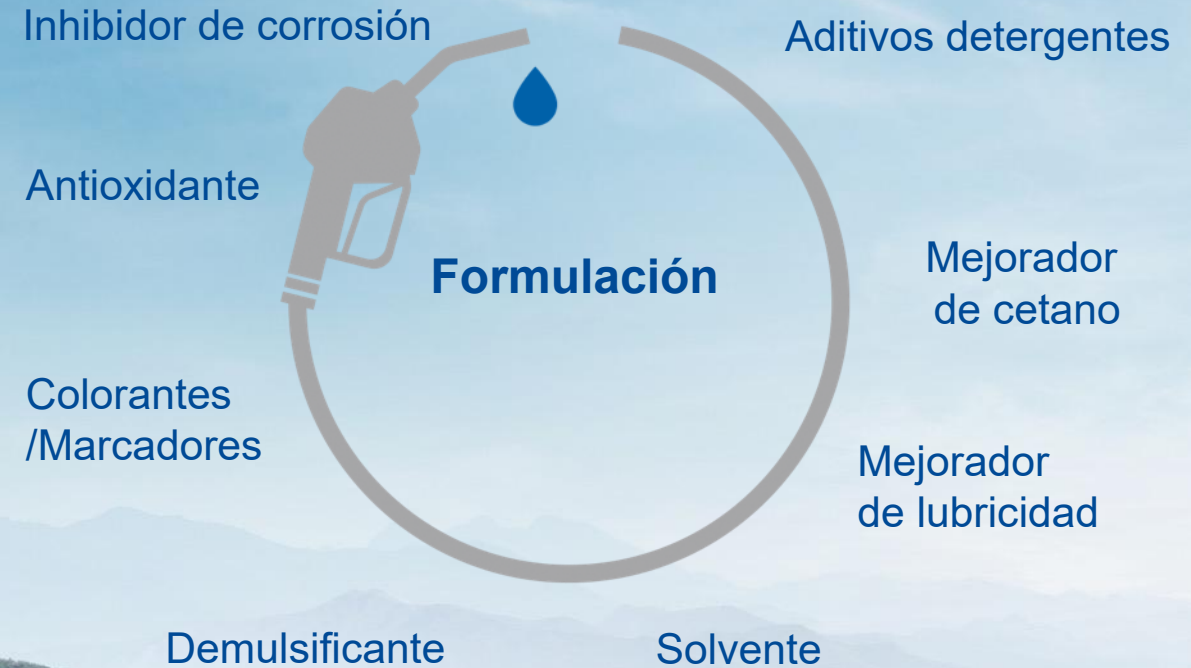 Inhibidor de corrosión
Aditivos detergentes
Antioxidante
Formulación
Mejorador
de cetano
Colorantes
/Marcadores
Mejorador
de lubricidad
Demulsificante
Solvente